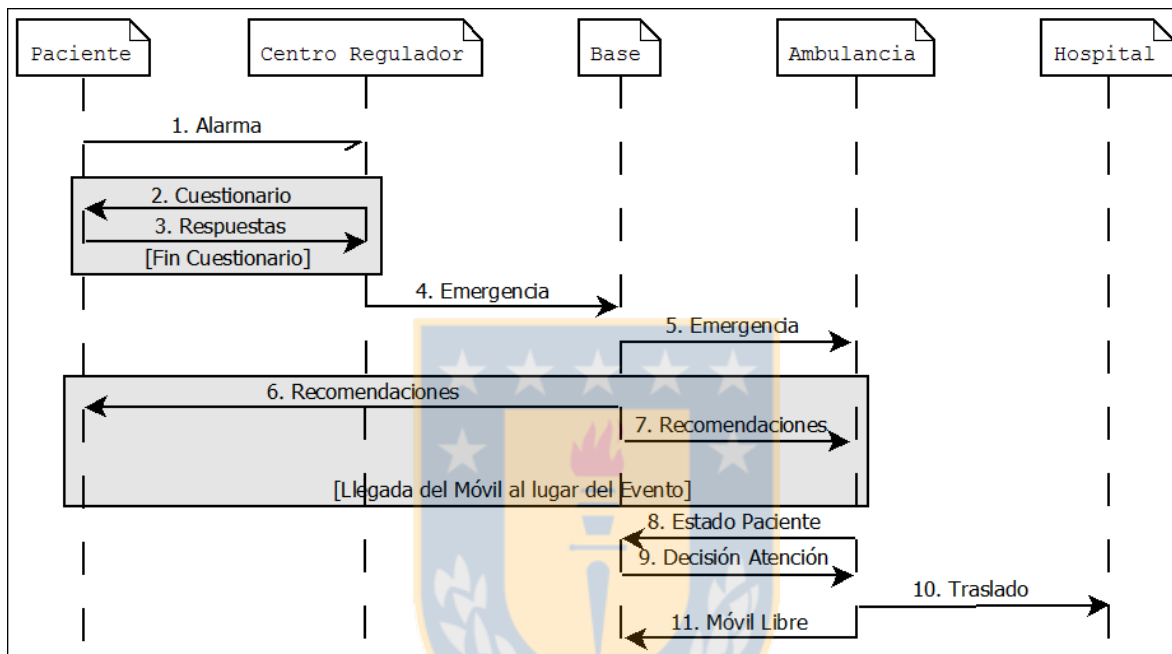 Paciente
Centro Regulador
Base
Ambulancia
Hospital
1. Alarma
2. Cuestionario
3. Respuestas
[Fin Cuestionario]
4. Emergencia
5. Emergencia
6. Recomendaciones
7. Recomendaciones
[Llegada del Móvil al lugar del Evento]
8. Estado Paciente
9. Decisión Atención
10. Traslado
11. Móvil Libre